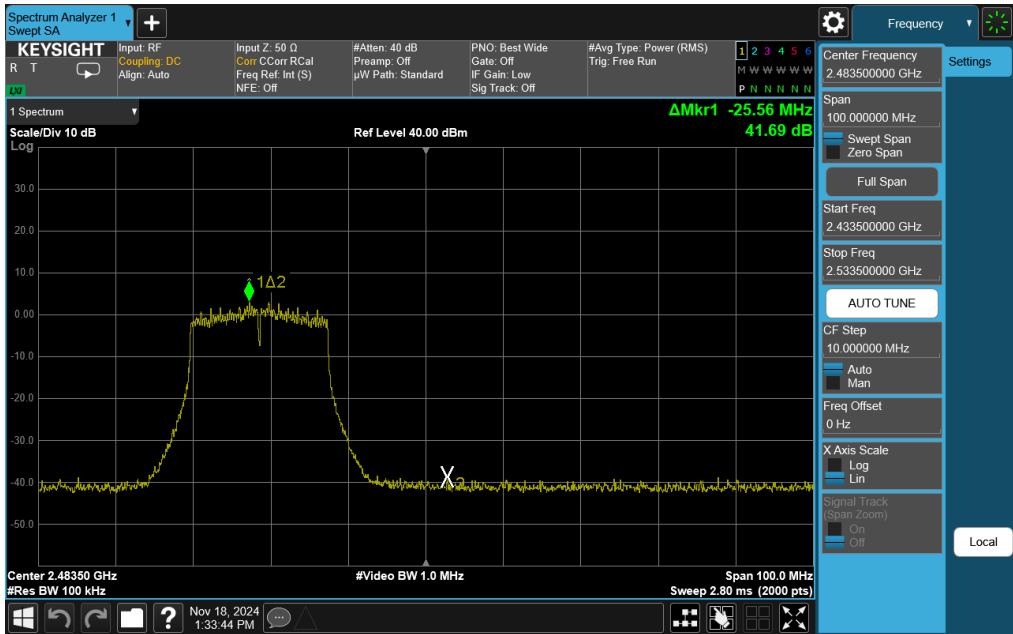 Spectrum Analyzer 1
Swept SA
Frequency
KEYSIGHT
R T
LXI
Input: RF
Coupling: DC
Align: Auto
Input Z: 50 Ω
Corr CCorr RCal
Freq Ref: Int (S)
NFE: Off
#Atten: 40 dB
Preamp: Off
µW Path: Standard
PNO: Best Wide
Gate: Off
IF Gain: Low
Sig Track: Off
#Avg Type: Power (RMS)
Trig: Free Run
1 2 3 4 5 6
M W W W W W
P N N N N N
1 Spectrum
Scale/Div 10 dB
Log
Ref Level 40.00 dBm
ΔMkr1 -25.56 MHz
41.69 dB
30.0
20.0
10.0
0.00
-10.0
-20.0
-30.0
-40.0
-50.0
1Δ2
X2
Center 2.48350 GHz
#Res BW 100 kHz
#Video BW 1.0 MHz
Span 100.0 MHz
Sweep 2.80 ms (2000 pts)
Center Frequency
2.483500000 GHz
Settings
Span
100.000000 MHz
Swept Span
Zero Span
Full Span
Start Freq
2.433500000 GHz
Stop Freq
2.533500000 GHz
AUTO TUNE
CF Step
10.000000 MHz
Auto
Man
Freq Offset
0 Hz
X Axis Scale
Log
Lin
Signal Track
(Span Zoom)
On
Off
Local
?
Nov 18, 2024
1:33:44 PM